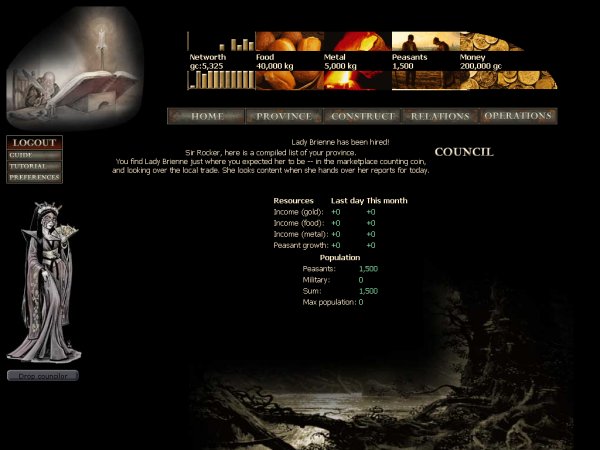 Networth Food Metal Peasants Money
gc:5,325 40,000 kg 5,000 kg 1,500 200,000 gc
HOME PROVINCE CONSTRUCT RELATIONS OPERATIONS
LOGOUT
GUIDE
TUTORIAL
PREFERENCES
Lady Brienne has been hired!
COUNCIL
Sir Rocker, here is a compiled list of your province.
You find Lady Brienne just where you expected her to be -- in the marketplace counting coin,
and looking over the local trade. She looks content when she hands over her reports for today.
Resources Last day This month
Income (gold): +0 +0
Income (food): +0 +0
Income (metal): +0 +0
Peasant growth: +0 +0
Population
Peasants: 1,500
Military: 0
Sum: 1,500
Max population: 0
Drop councilor